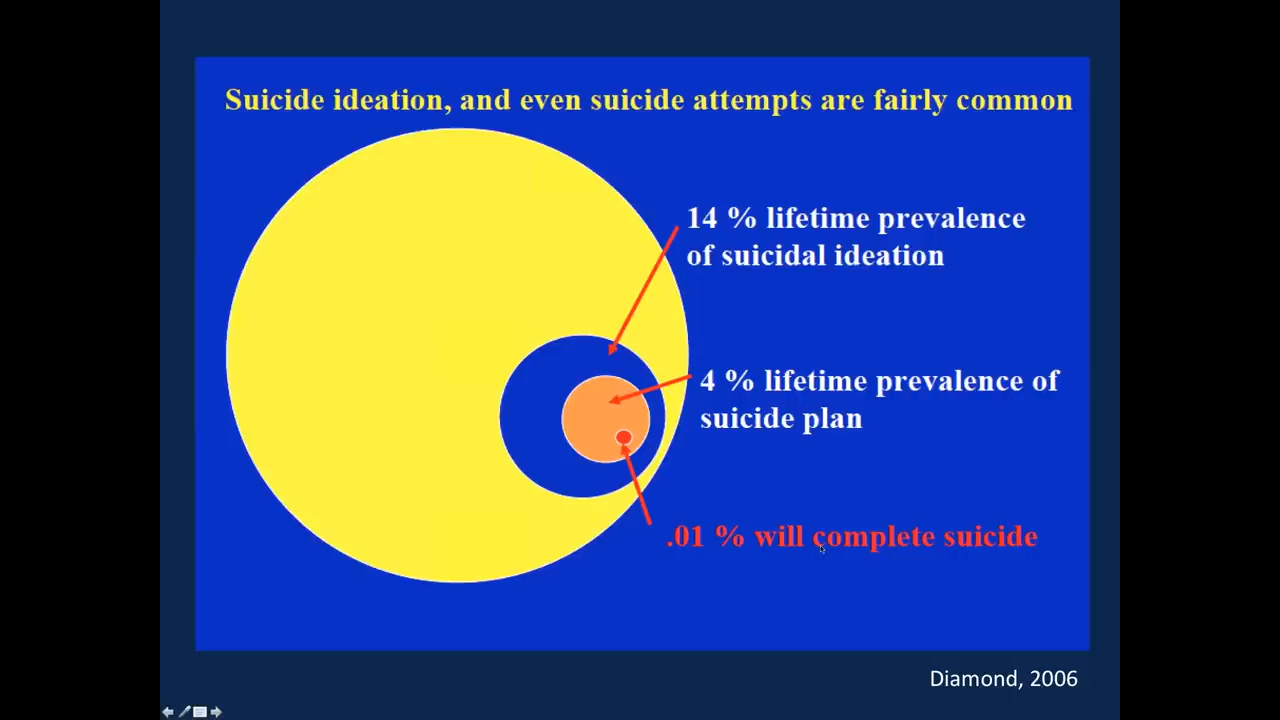 Suicide ideation, and even suicide attempts are fairly common
14 % lifetime prevalence
of suicidal ideation
4 % lifetime prevalence of
suicide plan
.01 % will complete suicide
Diamond, 2006